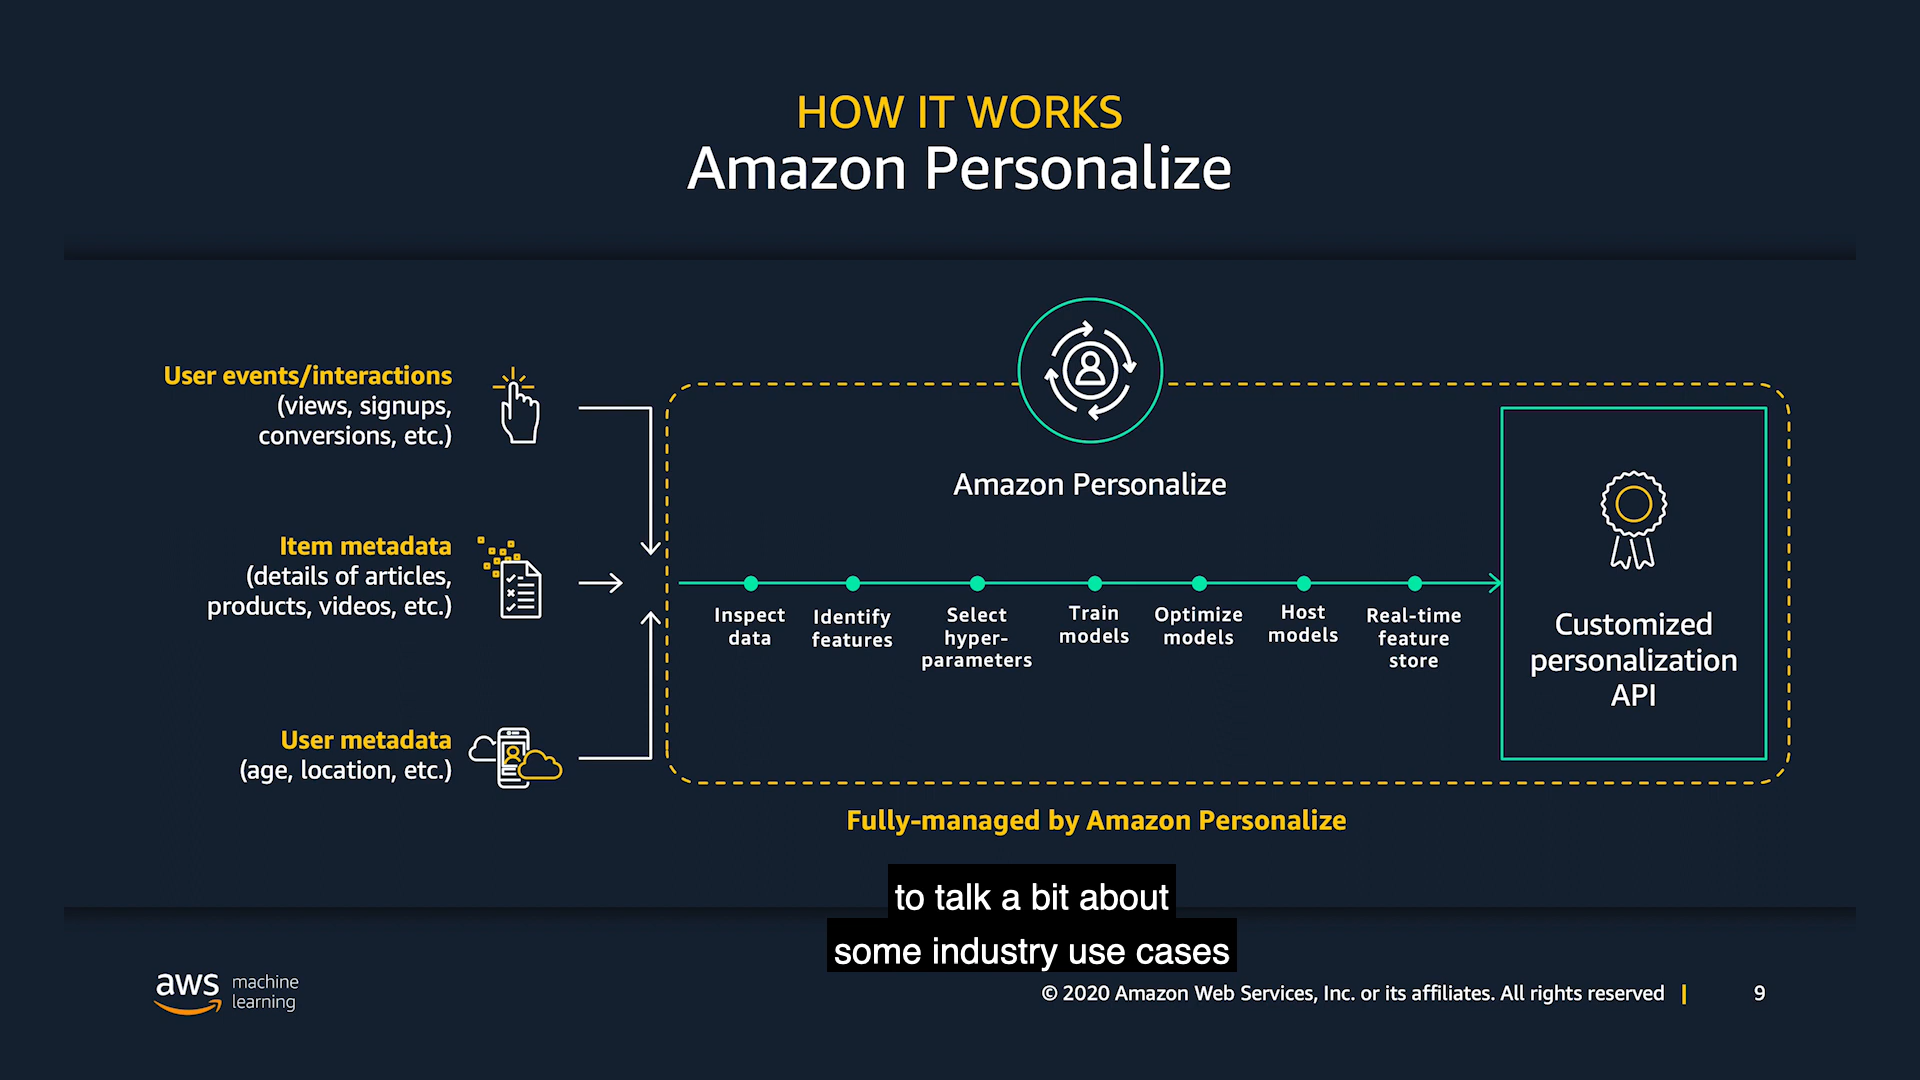 HOW IT WORKS
Amazon Personalize
User events/interactions
(views, signups,
conversions, etc.)
Item metadata
(details of articles,
products, videos, etc.)
User metadata
(age, location, etc.)
Amazon Personalize
Inspect
data
Identify
features
Select
hyper-
parameters
Train
models
Optimize
models
Host
models
Real-time
feature
store
Customized
personalization
API
Fully-managed by Amazon Personalize
to talk a bit about
some industry use cases
aws machine
learning
© 2020 Amazon Web Services, Inc. or its affiliates. All rights reserved | 9